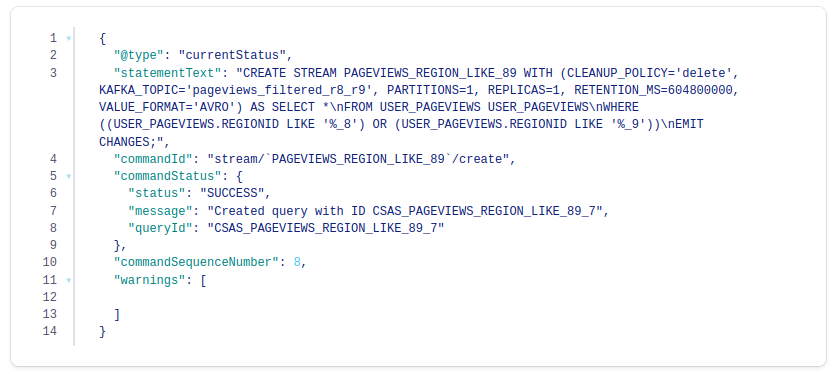 1 {
2 "@type": "currentStatus",
3 "statementText": "CREATE STREAM PAGEVIEWS_REGION_LIKE_89 WITH (CLEANUP_POLICY='delete',
KAFKA_TOPIC='pageviews_filtered_r8_r9', PARTITIONS=1, REPLICAS=1, RETENTION_MS=604800000,
VALUE_FORMAT='AVRO') AS SELECT *\nFROM USER_PAGEVIEWS USER_PAGEVIEWS\nWHERE
((USER_PAGEVIEWS.REGIONID LIKE '%_8') OR (USER_PAGEVIEWS.REGIONID LIKE '%_9'))\nEMIT
CHANGES;",
4 "commandId": "stream/`PAGEVIEWS_REGION_LIKE_89`/create",
5 "commandStatus": {
6 "status": "SUCCESS",
7 "message": "Created query with ID CSAS_PAGEVIEWS_REGION_LIKE_89_7",
8 "queryId": "CSAS_PAGEVIEWS_REGION_LIKE_89_7"
9 },
10 "commandSequenceNumber": 8,
11 "warnings": [
12
13 ]
14 }